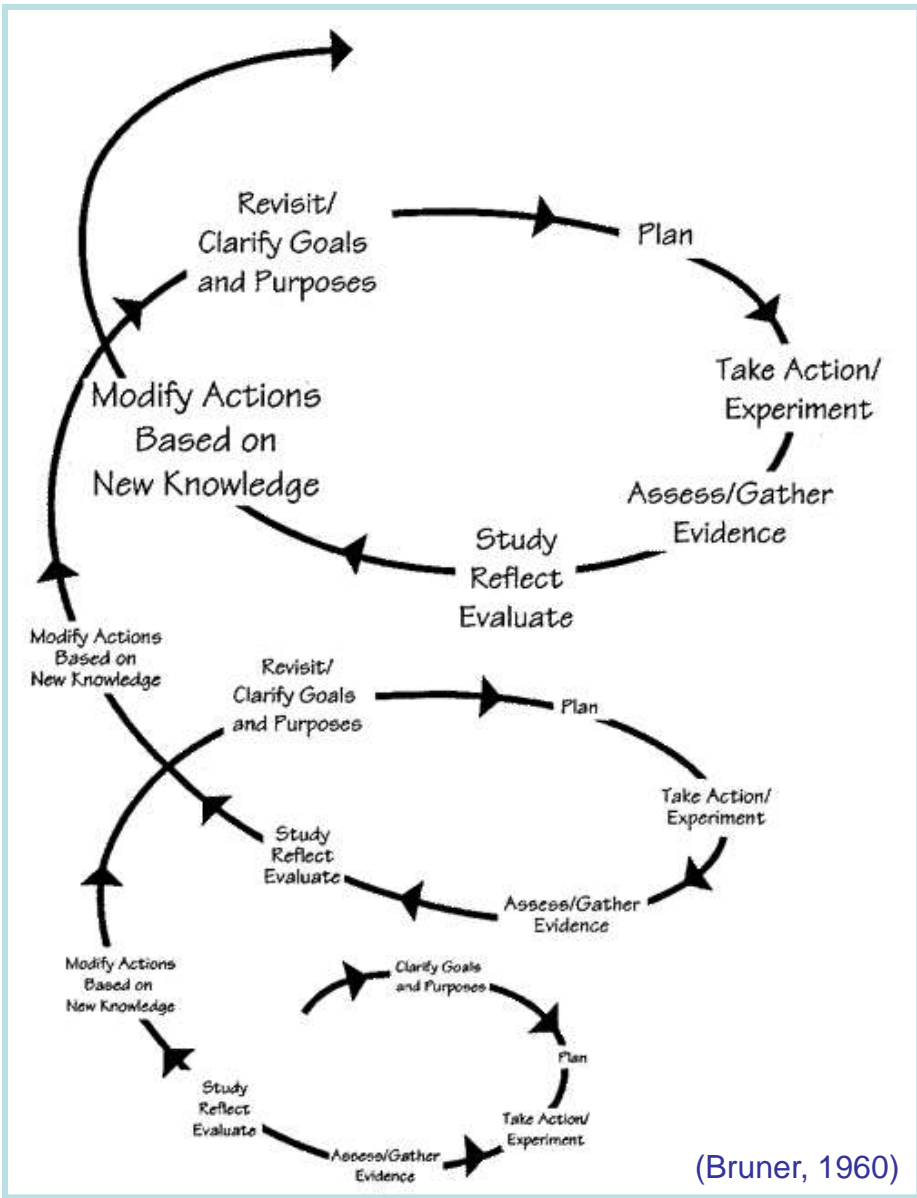 Revisit/
Clarify Goals
and Purposes
Plan
Take Action/
Experiment
Assess/Gather
Evidence
Study
Reflect
Evaluate
Modify Actions
Based on
New Knowledge
Modify Actions
Based on
New Knowledge
Revisit/
Clarify Goals
and Purposes
Plan
Take Action/
Experiment
Assess/Gather
Evidence
Study
Reflect
Evaluate
Modify Actions
Based on
New Knowledge
Clarify Goals
and Purposes
Plan
Take Action/
Experiment
Assess/Gather
Evidence
Study
Reflect
Evaluate
(Bruner, 1960)